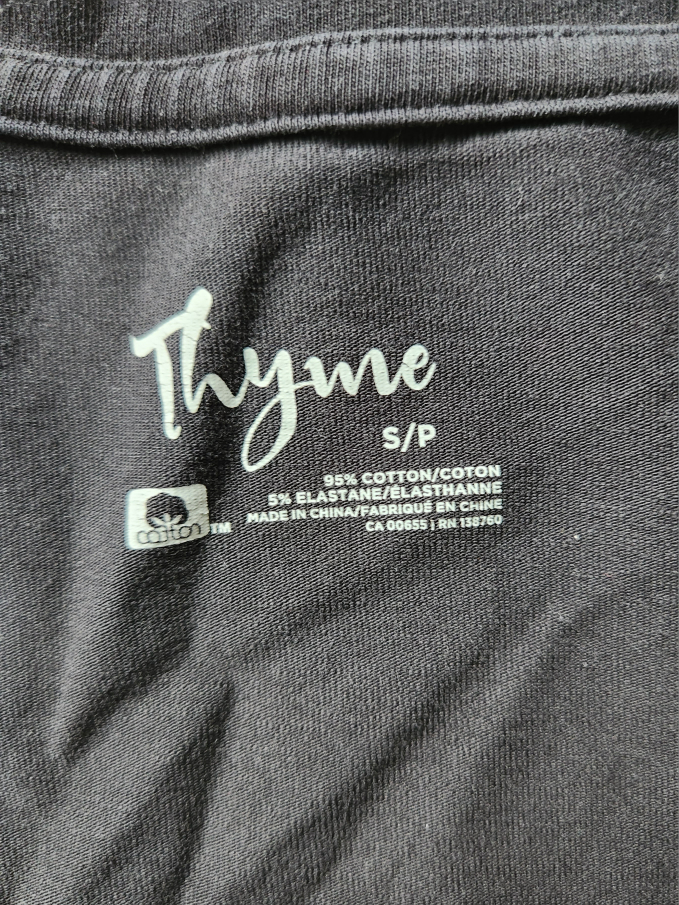 Thyme
S/P
95% COTTON/COTON
5% ELASTANE/ÉLASTHANNE
MADE IN CHINA/FABRIQUÉ EN CHINE
CA 00655 | RN 138760
cotton TM